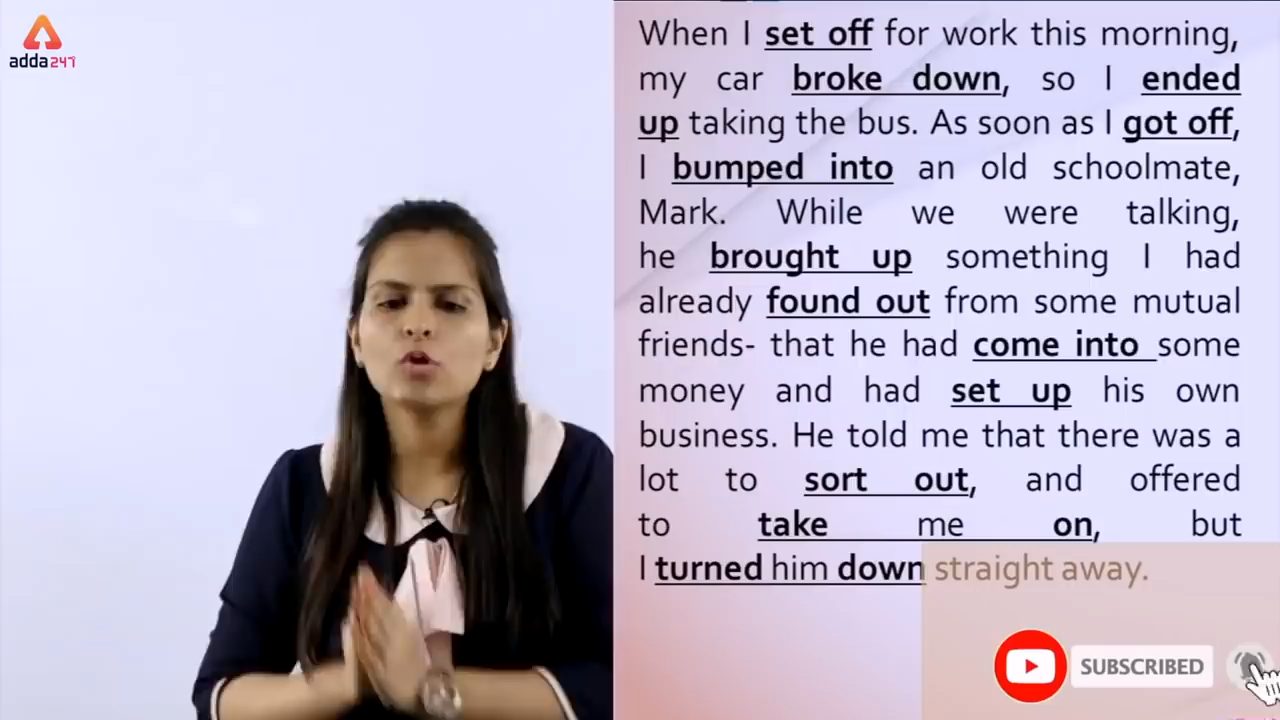 adda247
When I set off for work this morning,
my car broke down, so I ended
up taking the bus. As soon as I got off,
I bumped into an old schoolmate,
Mark. While we were talking,
he brought up something I had
already found out from some mutual
friends- that he had come into some
money and had set up his own
business. He told me that there was a
lot to sort out, and offered
to take me on, but
I turned him down straight away.
SUBSCRIBED